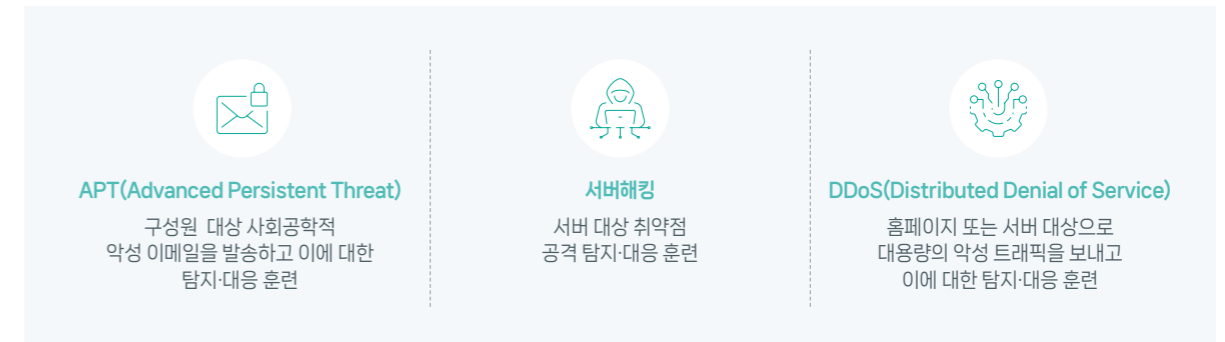 APT(Advanced Persistent Threat)
구성원 대상 사회공학적
악성 이메일을 발송하고 이에 대한
탐지·대응 훈련
서버해킹
서버 대상 취약점
공격 탐지·대응 훈련
DDoS(Distributed Denial of Service)
홈페이지 또는 서버 대상으로
대용량의 악성 트래픽을 보내고
이에 대한 탐지·대응 훈련